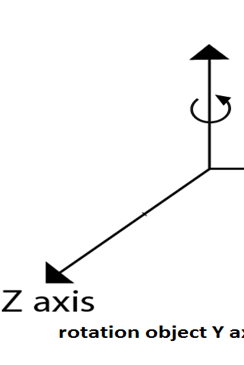 Z axis
rotation object Y ax